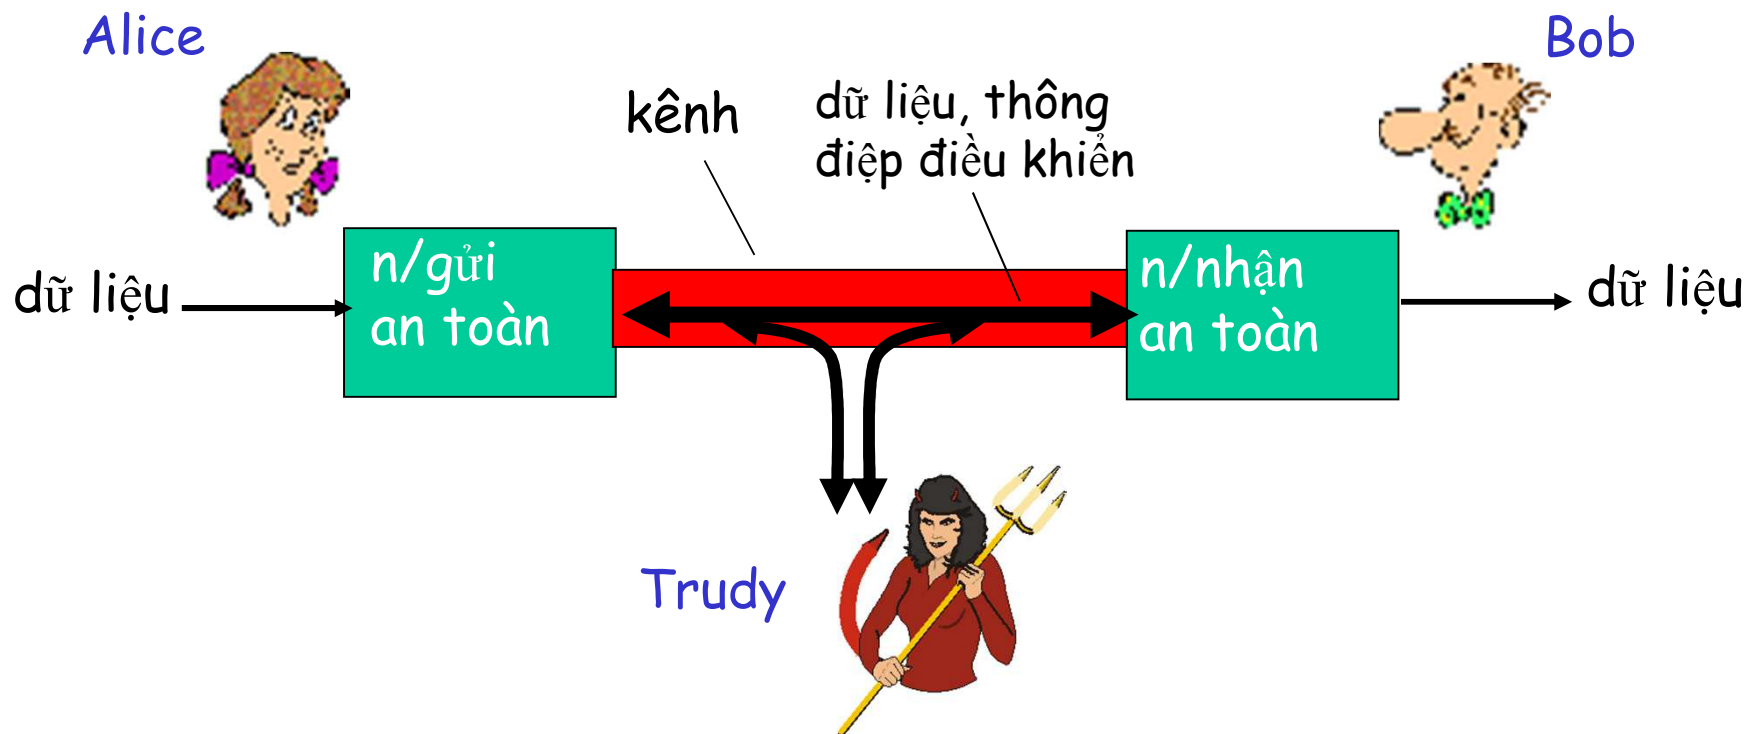 Alice
Bob
kênh
dữ liệu, thông
điệp điều khiển
n/gửi
an toàn
n/nhận
an toàn
dữ liệu
dữ liệu
Trudy